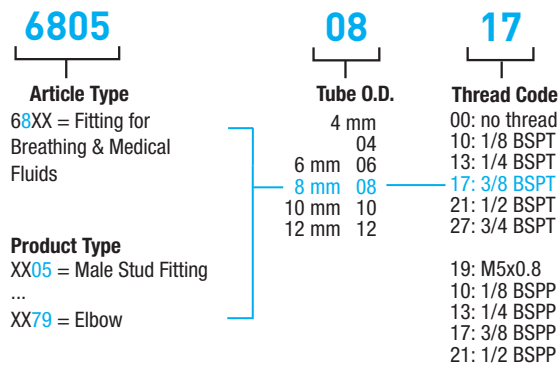 6805
08
17
Article Type
68XX = Fitting for
Breathing & Medical
Fluids
Product Type
XX05 = Male Stud Fitting
...
XX79 = Elbow
Tube O.D.
4 mm
04
6 mm 06
8 mm 08
10 mm 10
12 mm 12
Thread Code
00: no thread
10: 1/8 BSPT
13: 1/4 BSPT
17: 3/8 BSPT
21: 1/2 BSPT
27: 3/4 BSPT
19: M5x0.8
10: 1/8 BSPP
13: 1/4 BSPP
17: 3/8 BSPP
21: 1/2 BSPP